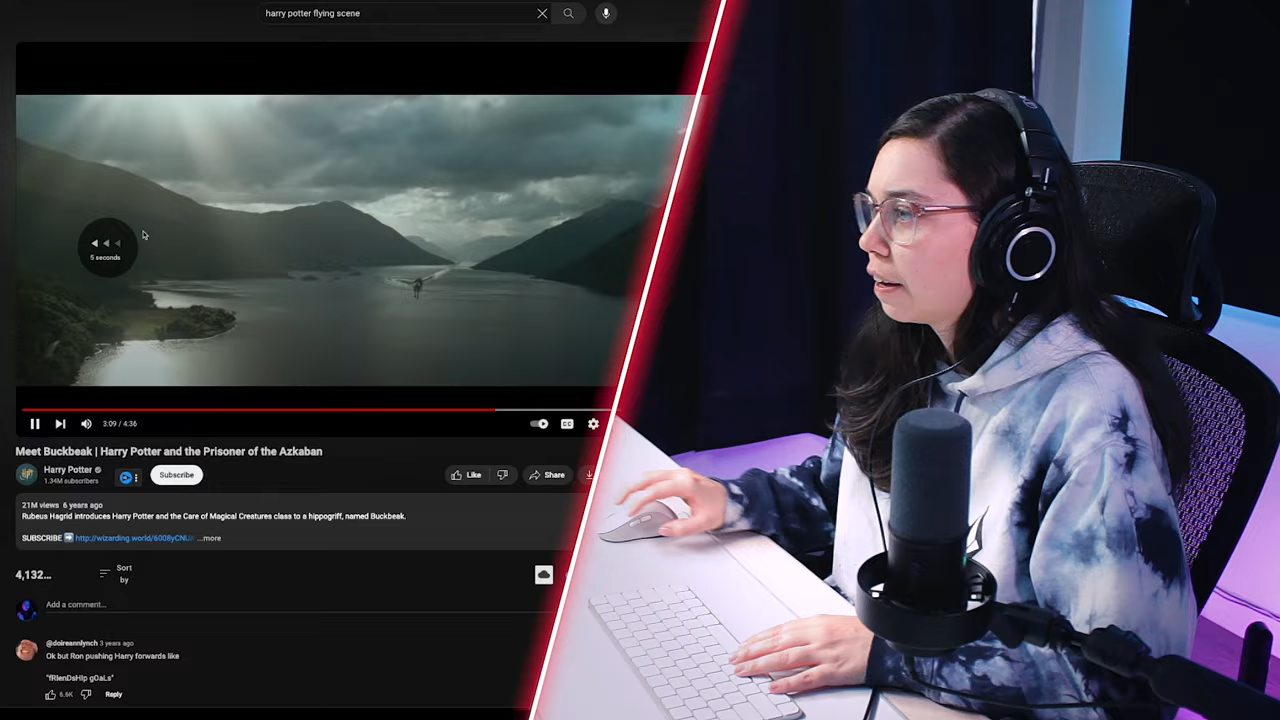 harry potter flying scene
5 seconds
3:09 / 4:36
CC
Meet Buckbeak | Harry Potter and the Prisoner of the Azkaban
Harry Potter
1.34M subscribers
Subscribe
Like
Share
21M views 6 years ago
Rubeus Hagrid introduces Harry Potter and the Care of Magical Creatures class to a hippogriff, named Buckbeak.
SUBSCRIBE ➡ http://wizarding.world/6008yCNU ...more
4,132...
Sort
by
Add a comment...
@doireannlynch 3 years ago
Ok but Ron pushing Harry forwards like
"fRIenDsHIp gOaLs"
6.6K
Reply